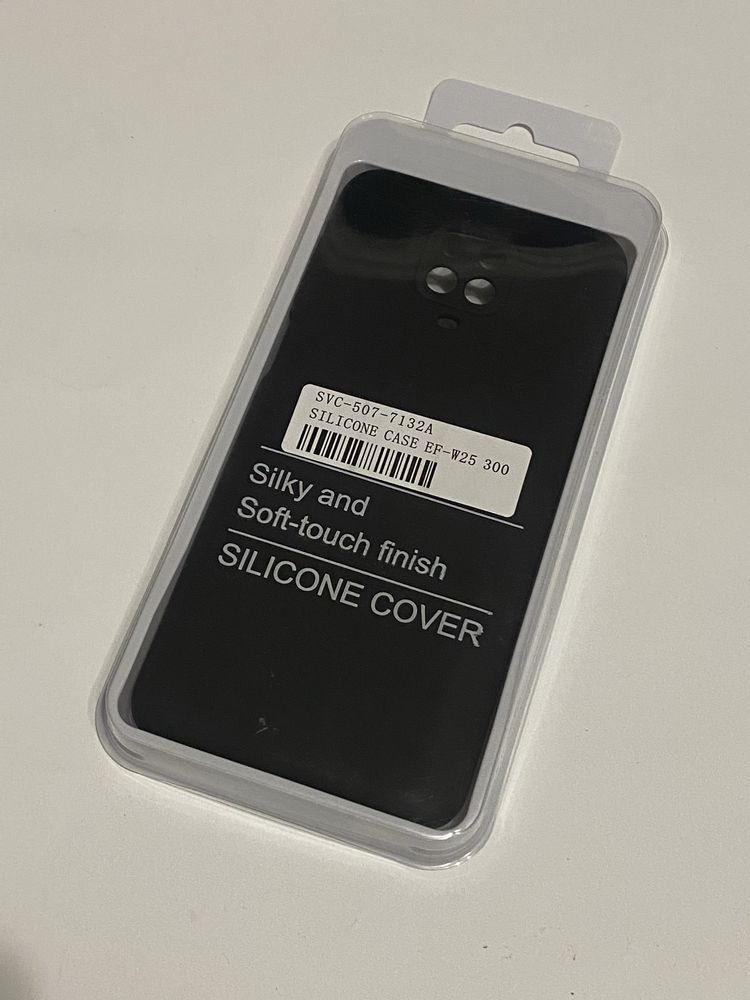 SVC-507-7132A
SILICONE CASE EF-W25 300
Silky and
Soft-touch finish
SILICONE COVER